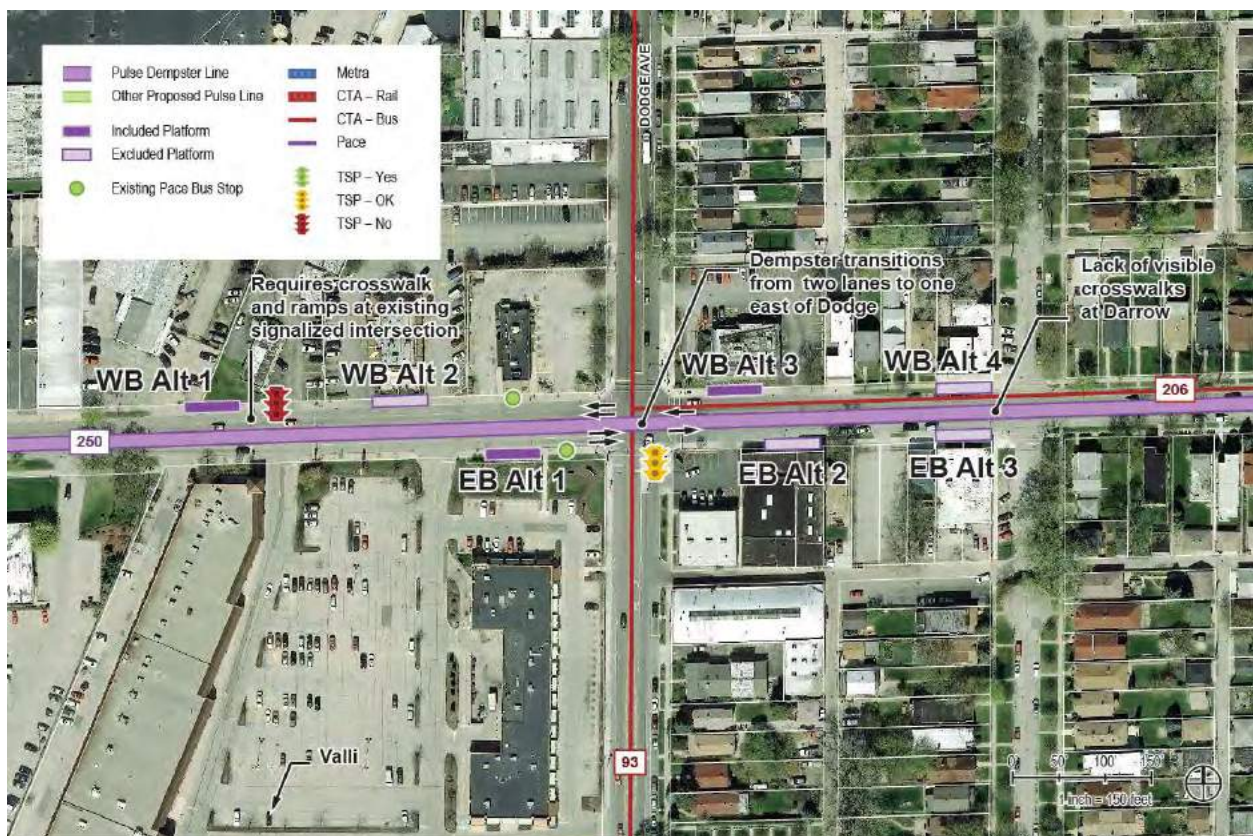 Pulse Dempster Line
Other Proposed Pulse Line
Included Platform
Excluded Platform
Existing Pace Bus Stop
Metra
CTA – Rail
CTA – Bus
Pace
TSP – Yes
TSP – OK
TSP – No
DODGE AVE
Requires crosswalk
and ramps at existing
signalized intersection
Dempster transitions
from two lanes to one
east of Dodge
Lack of visible
crosswalks
at Darrow
WB Alt 1
WB Alt 2
WB Alt 3
WB Alt 4
206
250
EB Alt 1
EB Alt 2
EB Alt 3
Valli
93
0 50 100 150
1 inch = 150 feet